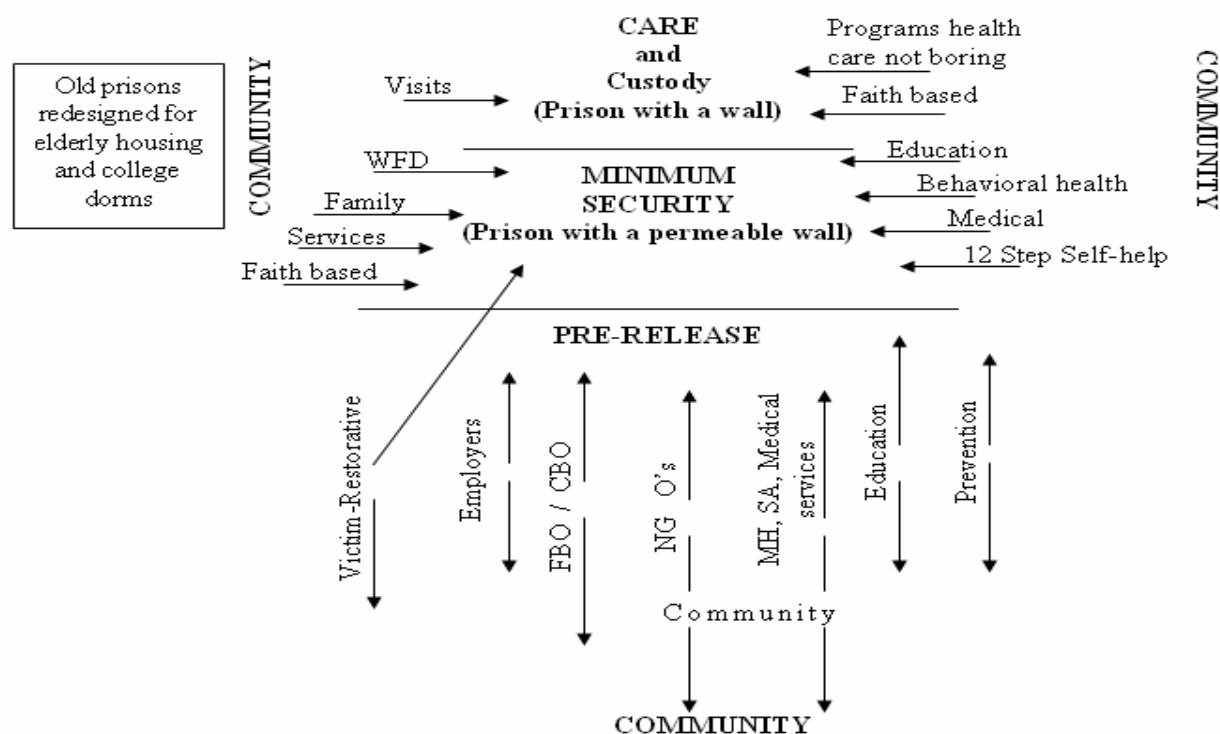 Old prisons
redesigned for
elderly housing
and college
dorms
COMMUNITY
CARE
and
Custody
(Prison with a wall)
Visits
Programs health
care not boring
Faith based
COMMUNITY
MINIMUM
SECURITY
(Prison with a permeable wall)
WFD
Family
Services
Faith based
Education
Behavioral health
Medical
12 Step Self-help
PRE-RELEASE
Victim-Restorative
Employers
FBO / CBO
NG O's
MH, SA, Medical
services
Education
Prevention
Community
COMMUNITY